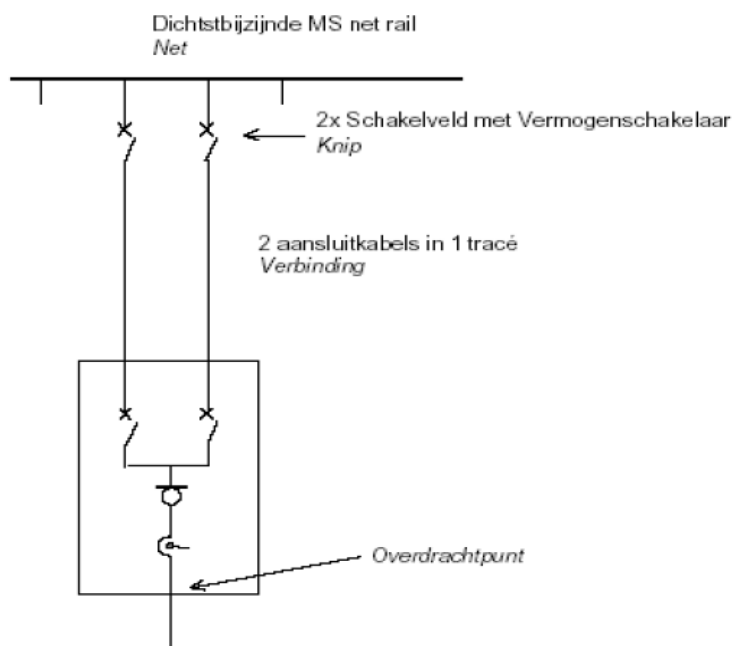 Dichtstbijzijnde MS net rail
Net
2x Schakelveld met Vermogenschakelaar
Knip
2 aansluitkabels in 1 tracé
Verbinding
Overdrachtpunt